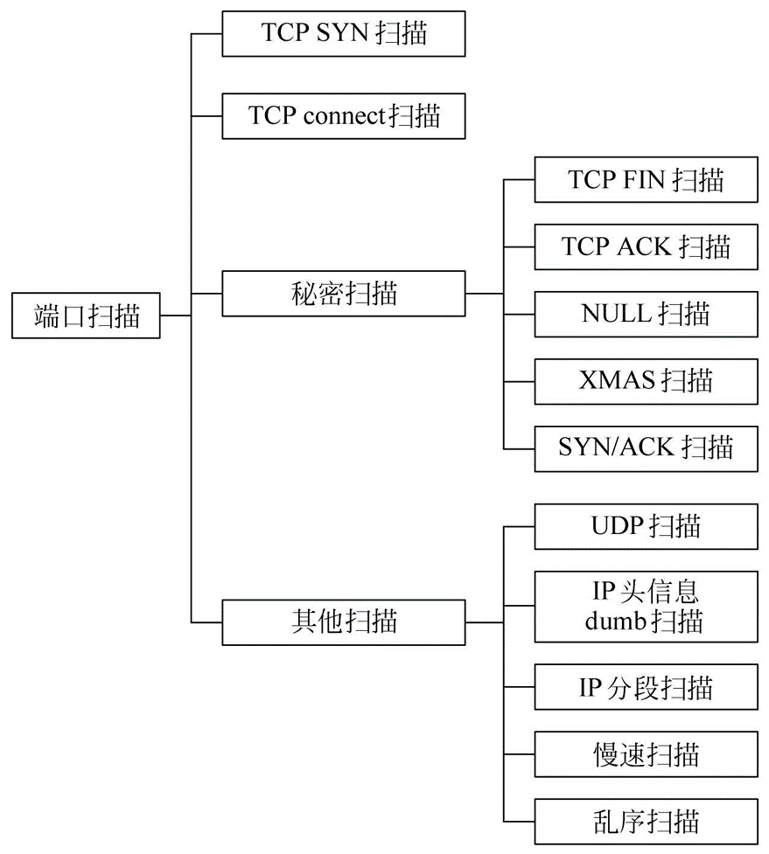 TCP SYN 扫描
TCP connect扫描
端口扫描
秘密扫描
TCP FIN 扫描
TCP ACK 扫描
NULL 扫描
XMAS 扫描
SYN/ACK 扫描
其他扫描
UDP 扫描
IP 头信息
dumb扫描
IP 分段扫描
慢速扫描
乱序扫描